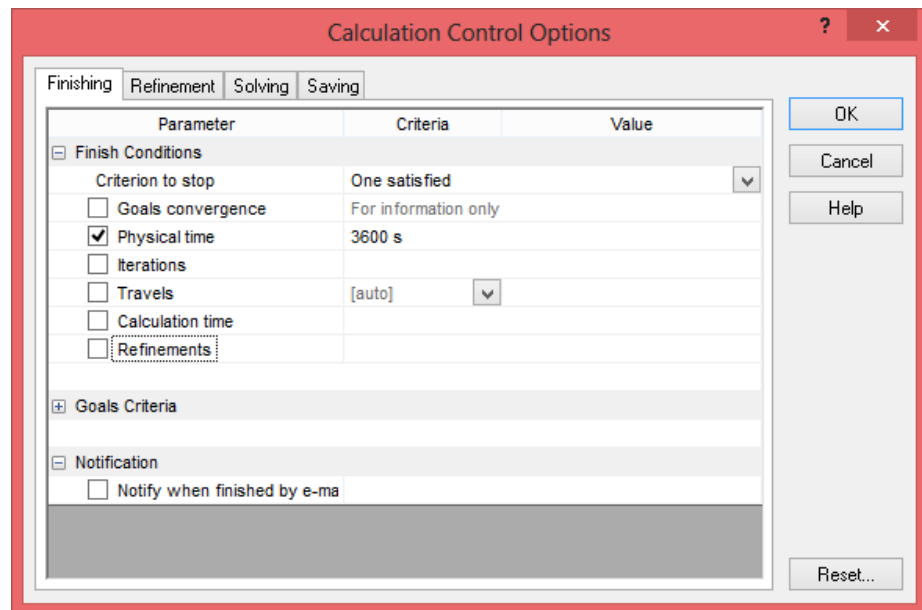 Calculation Control Options
?
Finishing Refinement Solving Saving
Parameter Criteria Value
Finish Conditions
Criterion to stop One satisfied
Goals convergence For information only
Physical time 3600 s
Iterations
Travels [auto]
Calculation time
Refinements
Goals Criteria
Notification
Notify when finished by e-ma
OK
Cancel
Help
Reset...